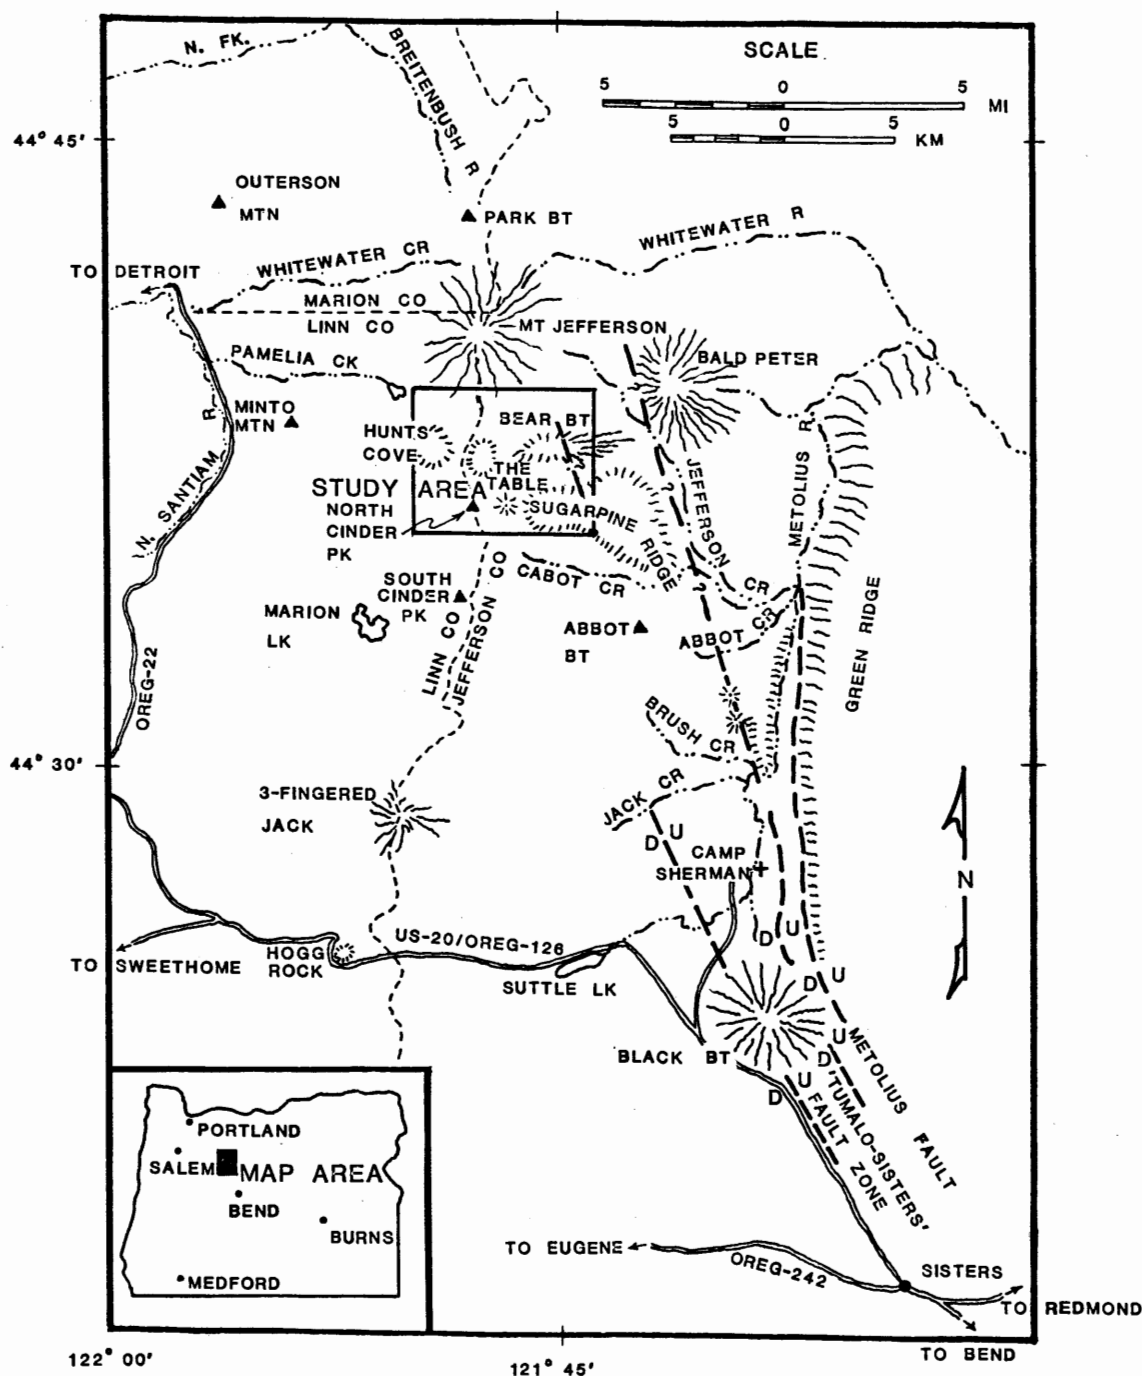 N. FK.
BREITENBUSH R
SCALE
5 0 5
MI
5 0 5
KM
44° 45'
OUTERSON
MTN
PARK BT
WHITEWATER R
WHITEWATER CR
TO DETROIT
MARION CO
LINN CO
MT JEFFERSON
PAMELIA CK
BALD PETER
MINTO
MTN
R
N. SANTIAM
HUNTS
COVE
BEAR BT
THE
TABLE
STUDY AREA
NORTH
CINDER
PK
SUGARPINE
RIDGE
?
?
JEFFERSON CR
METOLIUS R
CABOT CR
SOUTH
CINDER
PK
MARION
LK
LINN CO
JEFFERSON CO
ABBOT
BT
ABBOT CR
GREEN RIDGE
OREG-22
BRUSH CR
44° 30'
3-FINGERED
JACK
JACK CR
D U
CAMP
SHERMAN
N
D U
US-20/OREG-126
TO SWEETHOME
HOGG
ROCK
SUTTLE LK
D U
BLACK BT
U
D
U
D
METOLIUS FAULT
'TUMALO-SISTERS'
FAULT ZONE
PORTLAND
SALEM
MAP AREA
BEND
BURNS
MEDFORD
TO EUGENE
OREG-242
SISTERS
TO REDMOND
TO BEND
122° 00'
121° 45'